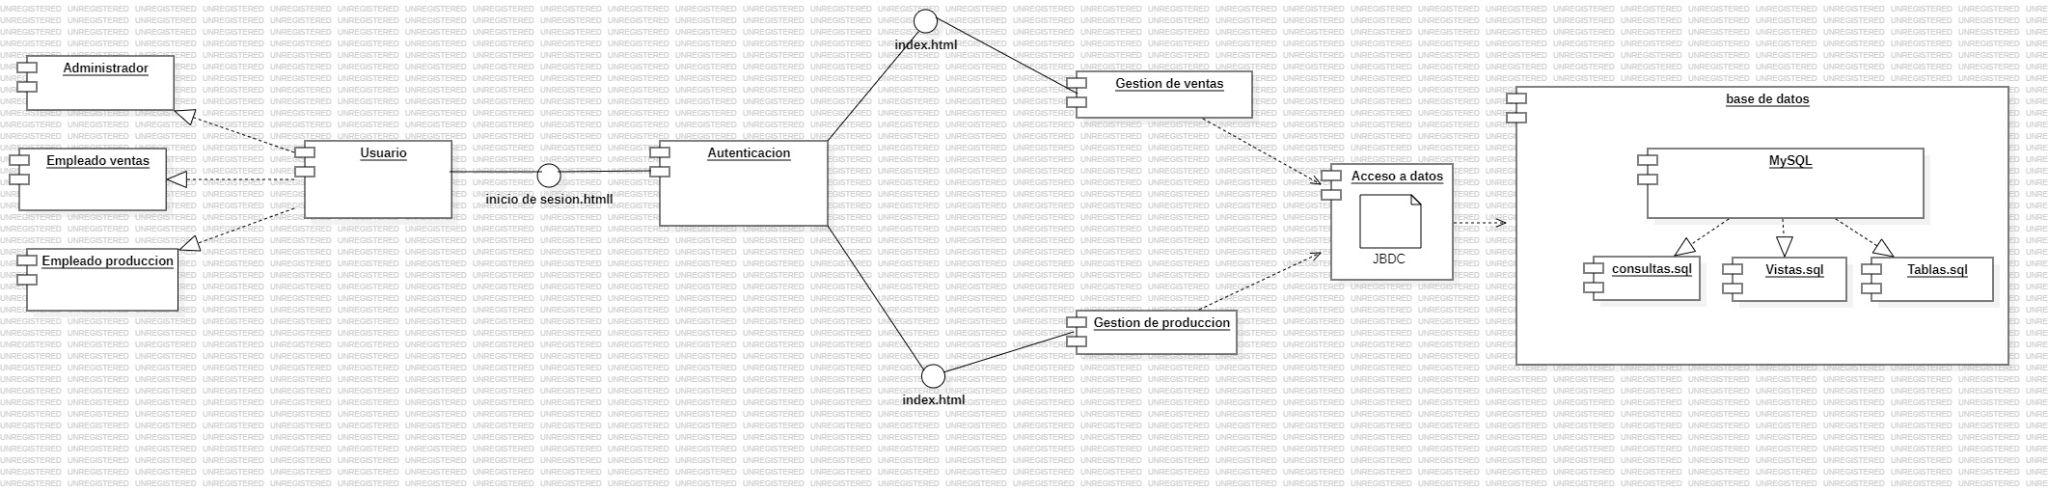 index.html
Administrador
Gestion de ventas
base de datos
Empleado ventas
Usuario
Autenticacion
MySQL
inicio de sesion.htmll
Acceso a datos
JBDC
Empleado produccion
consultas.sql
Vistas.sql
Tablas.sql
Gestion de produccion
index.html
UNREGISTERED